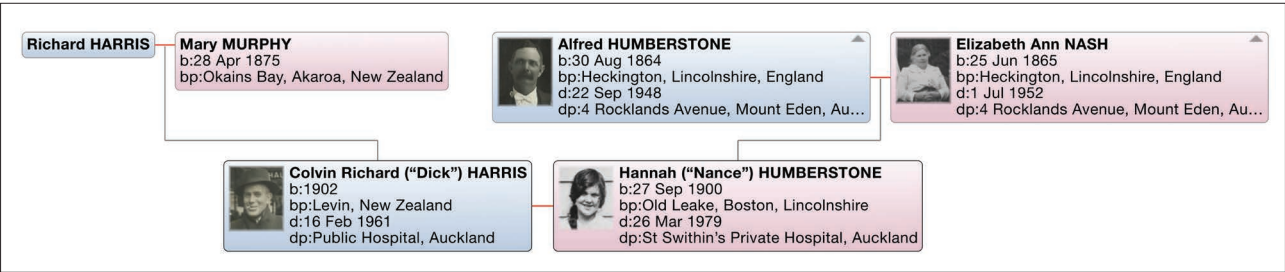 Richard HARRIS
Mary MURPHY
b:28 Apr 1875
bp:Okains Bay, Akaroa, New Zealand
Alfred HUMBERSTONE
b:30 Aug 1864
bp:Heckington, Lincolnshire, England
d:22 Sep 1948
dp:4 Rocklands Avenue, Mount Eden, Au…
Elizabeth Ann NASH
b:25 Jun 1865
bp:Heckington, Lincolnshire, England
d:1 Jul 1952
dp:4 Rocklands Avenue, Mount Eden, Au…
Colvin Richard (“Dick”) HARRIS
b:1902
bp:Levin, New Zealand
d:16 Feb 1961
dp:Public Hospital, Auckland
Hannah (“Nance”) HUMBERSTONE
b:27 Sep 1900
bp:Old Leake, Boston, Lincolnshire
d:26 Mar 1979
dp:St Swithin’s Private Hospital, Auckland